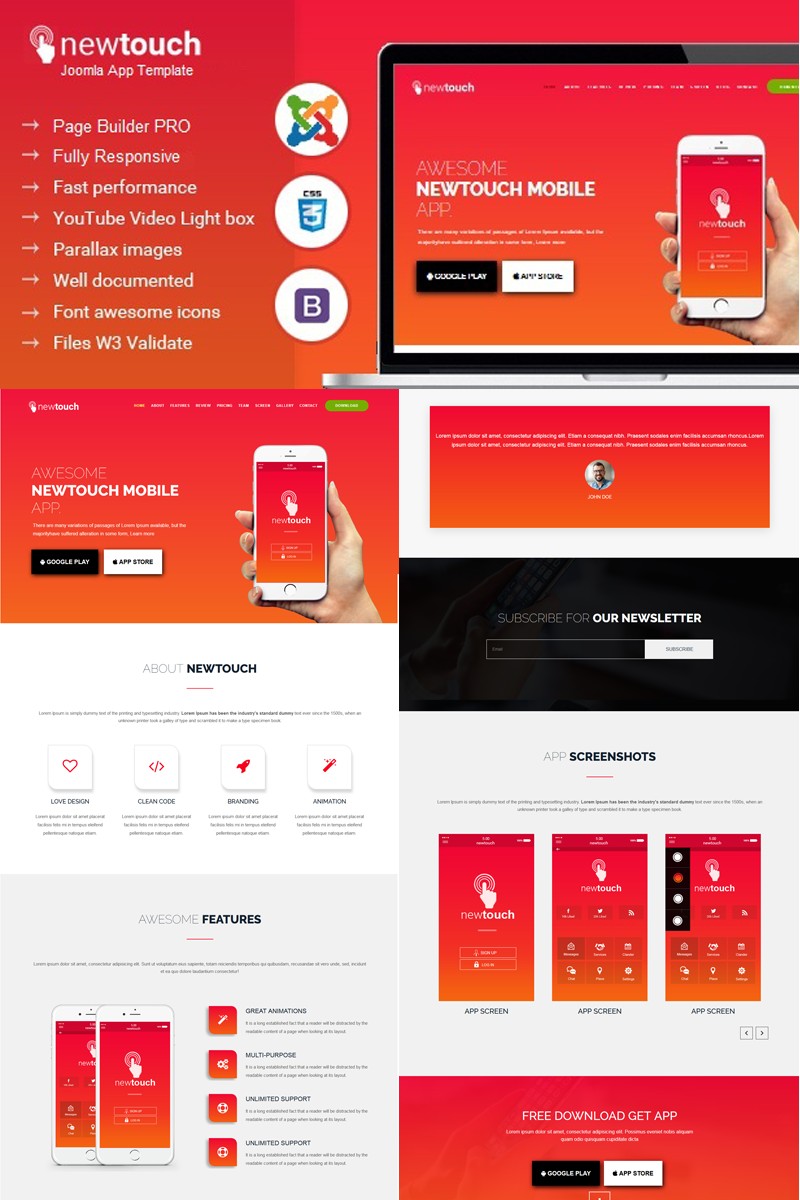 newtouch
Joomla App Template
Page Builder PRO
Fully Responsive
Fast performance
YouTube Video Light box
Parallax images
Well documented
Font awesome icons
Files W3 Validate
CSS
3
B
newtouch
AWESOME
NEWTOUCH MOBILE
APP.
There are many variations of passages of Lorem Ipsum available, but the
majorityhave suffered alteration in some form, Learn more
GOOGLE PLAY
APP STORE
newtouch
SIGN UP
LOG IN
newtouch
HOME ABOUT FEATURES REVIEW PRICING TEAM SCREEN GALLERY CONTACT DOWNLOAD
AWESOME
NEWTOUCH MOBILE
APP.
There are many variations of passages of Lorem Ipsum available, but the
majorityhave suffered alteration in some form, Learn more
GOOGLE PLAY
APP STORE
newtouch
SIGN UP
LOG IN
ABOUT NEWTOUCH
Lorem Ipsum is simply dummy text of the printing and typesetting industry. Lorem Ipsum has been the industry's standard dummy text ever since the 1500s, when an
unknown printer took a galley of type and scrambled it to make a type specimen book.
LOVE DESIGN
Lorem ipsum dolor sit amet placerat
facilisis felis mi in tempus eleifend
pellentesque natoque etiam.
CLEAN CODE
Lorem ipsum dolor sit amet placerat
facilisis felis mi in tempus eleifend
pellentesque natoque etiam.
BRANDING
Lorem ipsum dolor sit amet placerat
facilisis felis mi in tempus eleifend
pellentesque natoque etiam.
ANIMATION
Lorem ipsum dolor sit amet placerat
facilisis felis mi in tempus eleifend
pellentesque natoque etiam.
AWESOME FEATURES
Lorem ipsum dolor sit amet, consectetur adipisicing elit. Sunt ut voluptatum eius sapiente, totam reiciendis temporibus qui quibusdam, recusandae sit vero unde, sed, incidunt
et ea quo dolore laudantium consectetur!
newtouch
SIGN UP
LOG IN
GREAT ANIMATIONS
It is a long established fact that a reader will be distracted by the
readable content of a page when looking at its layout.
MULTI-PURPOSE
It is a long established fact that a reader will be distracted by the
readable content of a page when looking at its layout.
UNLIMITED SUPPORT
It is a long established fact that a reader will be distracted by the
readable content of a page when looking at its layout.
UNLIMITED SUPPORT
It is a long established fact that a reader will be distracted by the
readable content of a page when looking at its layout.
Lorem ipsum dolor sit amet, consectetur adipiscing elit. Etiam a consequat nibh. Praesent sodales enim facilisis accumsan rhoncus.Lorem
ipsum dolor sit amet, consectetur adipiscing elit. Etiam a consequat nibh. Praesent sodales enim facilisis accumsan rhoncus.
JOHN DOE
SUBSCRIBE FOR OUR NEWSLETTER
Email
SUBSCRIBE
APP SCREENSHOTS
Lorem Ipsum is simply dummy text of the printing and typesetting industry. Lorem Ipsum has been the industry's standard dummy text ever since the 1500s, when an
unknown printer took a galley of type and scrambled it to make a type specimen book.
5:00
newtouch
newtouch
SIGN UP
LOG IN
APP SCREEN
5:00
newtouch
newtouch
Messages Services Calender
Chat Place Settings
APP SCREEN
5:00
newtouch
newtouch
Messages Services Calender
Chat Place Settings
APP SCREEN
FREE DOWNLOAD GET APP
Lorem ipsum dolor sit amet, consectetur adipisicing elit. Possimus eveniet nobis aliquam
quam odio quisquam cupiditate dicta.
GOOGLE PLAY
APP STORE